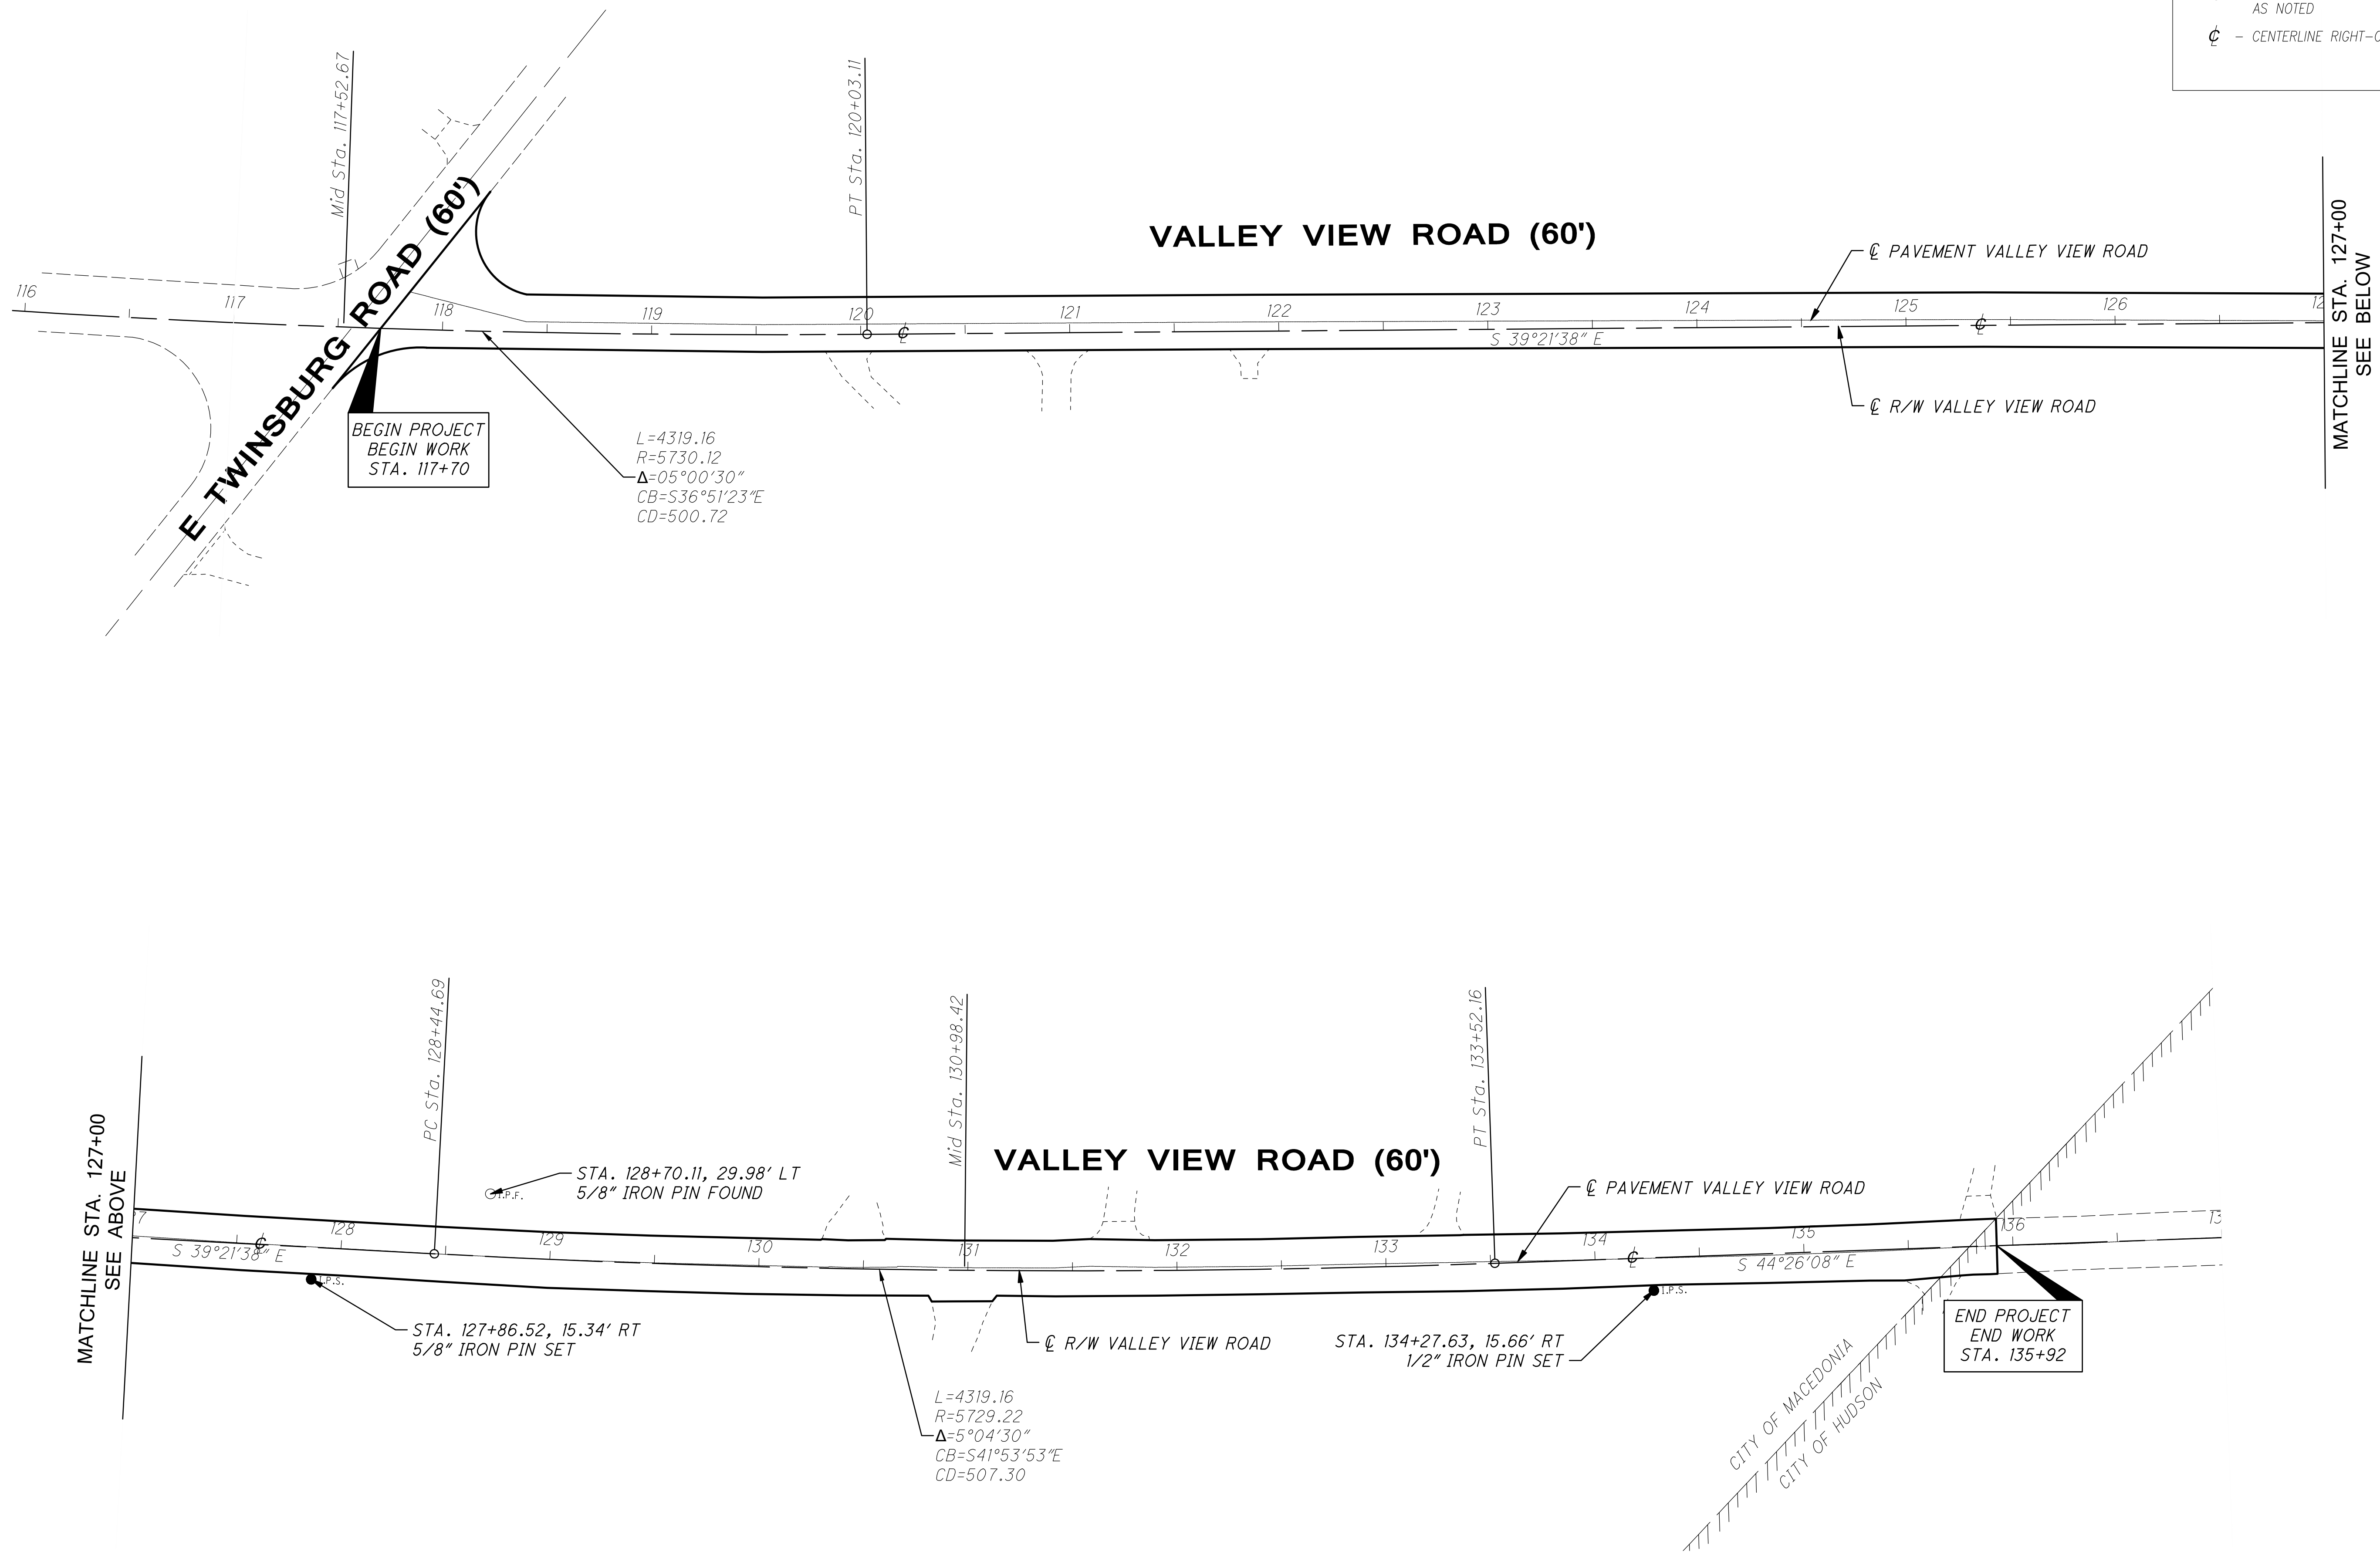 AS NOTED
℄ - CENTERLINE RIGHT-O
Mid Sta. 117+52.67
PT Sta. 120+03.11
E TWINSBURG ROAD (60')
VALLEY VIEW ROAD (60')
℄ PAVEMENT VALLEY VIEW ROAD
MATCHLINE STA. 127+00
SEE BELOW
116
117
118
119
120
121
122
123
124
125
126
12
℄
℄
S 39°21'38" E
℄ R/W VALLEY VIEW ROAD
BEGIN PROJECT
BEGIN WORK
STA. 117+70
L=4319.16
R=5730.12
Δ=05°00'30"
CB=S36°51'23"E
CD=500.72
MATCHLINE STA. 127+00
SEE ABOVE
PC Sta. 128+44.69
Mid Sta. 130+98.42
PT Sta. 133+52.16
VALLEY VIEW ROAD (60')
STA. 128+70.11, 29.98' LT
5/8" IRON PIN FOUND
I.P.F.
℄ PAVEMENT VALLEY VIEW ROAD
7
128
129
130
131
132
133
134
135
136
13
℄
℄
S 39°21'38" E
S 44°26'08" E
I.P.S.
I.P.S.
STA. 127+86.52, 15.34' RT
5/8" IRON PIN SET
℄ R/W VALLEY VIEW ROAD
STA. 134+27.63, 15.66' RT
1/2" IRON PIN SET
END PROJECT
END WORK
STA. 135+92
L=4319.16
R=5729.22
Δ=5°04'30"
CB=S41°53'53"E
CD=507.30
CITY OF MACEDONIA
CITY OF HUDSON